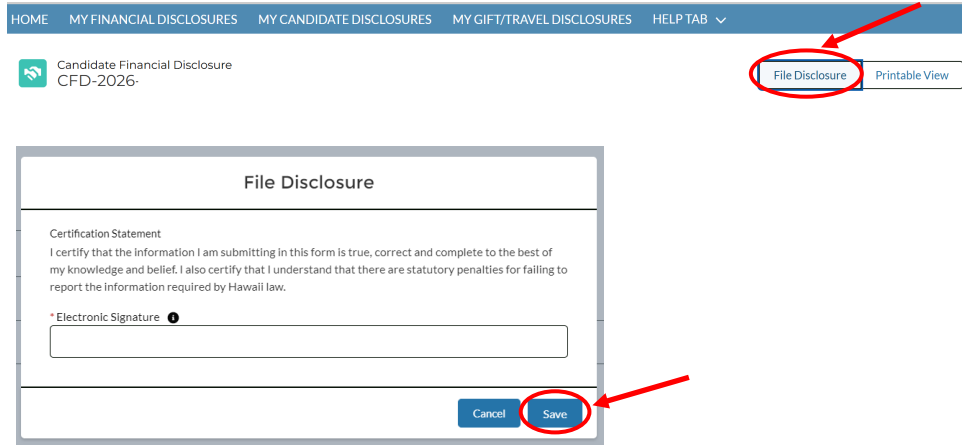 HOME MY FINANCIAL DISCLOSURES MY CANDIDATE DISCLOSURES MY GIFT/TRAVEL DISCLOSURES HELP TAB
Candidate Financial Disclosure
CFD-2026-
File Disclosure Printable View
File Disclosure
Certification Statement
I certify that the information I am submitting in this form is true, correct and complete to the best of
my knowledge and belief. I also certify that I understand that there are statutory penalties for failing to
report the information required by Hawaii law.
* Electronic Signature
Cancel Save